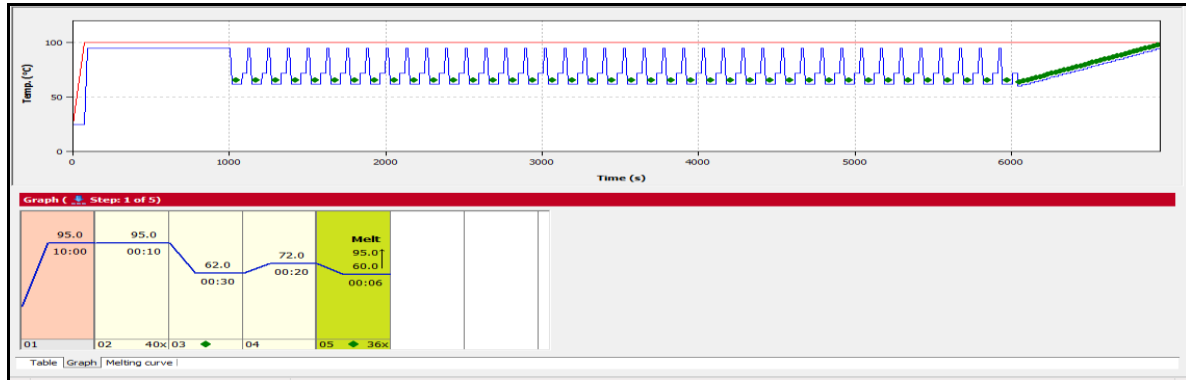 Temp. (°C)
100
50
0
0 1000 2000 3000 4000 5000 6000
Time (s)
Graph ( Step: 1 of 5)
95.0 95.0 Melt
10:00 00:10 62.0 72.0 95.0↑
00:30 00:20 60.0
00:06
01 02 40x 03 04 05 36x
Table Graph Melting curve